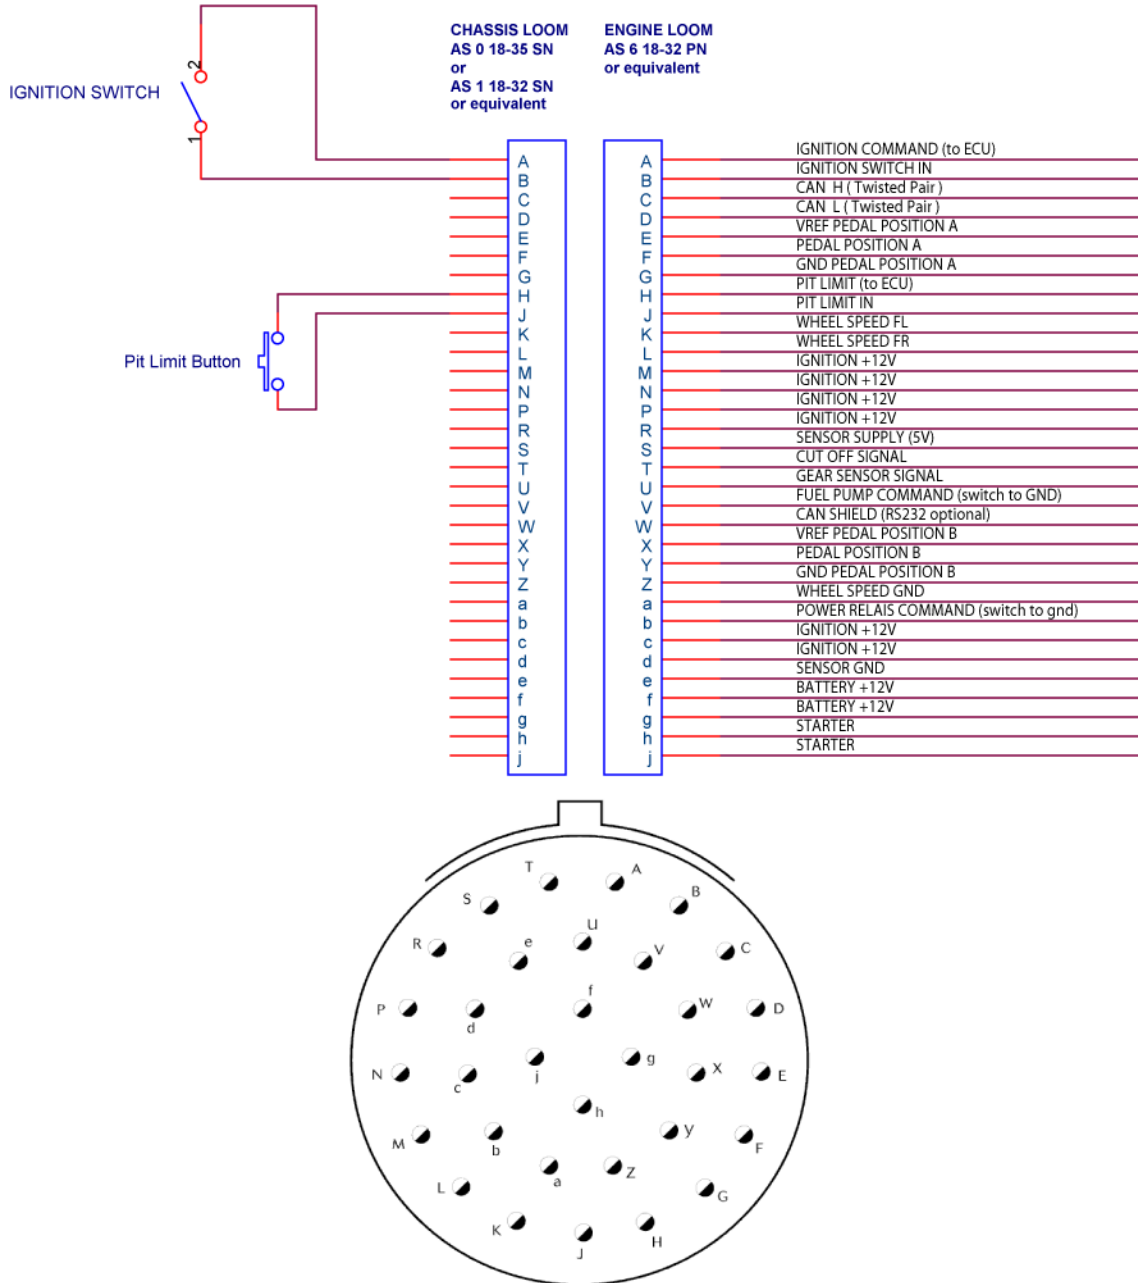 CHASSIS LOOM
AS 0 18-35 SN
or
AS 1 18-32 SN
or equivalent
ENGINE LOOM
AS 6 18-32 PN
or equivalent
IGNITION SWITCH
2
1
Pit Limit Button
A
B
C
D
E
F
G
H
J
K
L
M
N
P
R
S
T
U
V
W
X
Y
Z
a
b
c
d
e
f
g
h
j
A IGNITION COMMAND (to ECU)
B IGNITION SWITCH IN
C CAN H ( Twisted Pair )
D CAN L ( Twisted Pair )
E VREF PEDAL POSITION A
F PEDAL POSITION A
G GND PEDAL POSITION A
H PIT LIMIT (to ECU)
J PIT LIMIT IN
K WHEEL SPEED FL
L WHEEL SPEED FR
M IGNITION +12V
N IGNITION +12V
P IGNITION +12V
R IGNITION +12V
S SENSOR SUPPLY (5V)
T CUT OFF SIGNAL
U GEAR SENSOR SIGNAL
V FUEL PUMP COMMAND (switch to GND)
W CAN SHIELD (RS232 optional)
X VREF PEDAL POSITION B
Y PEDAL POSITION B
Z GND PEDAL POSITION B
a WHEEL SPEED GND
b POWER RELAIS COMMAND (switch to gnd)
c IGNITION +12V
d IGNITION +12V
e SENSOR GND
f BATTERY +12V
g BATTERY +12V
h STARTER
j STARTER
T A
S B
R e U V C
P d f W D
N c j g X E
M b h y F
L a Z G
K J H